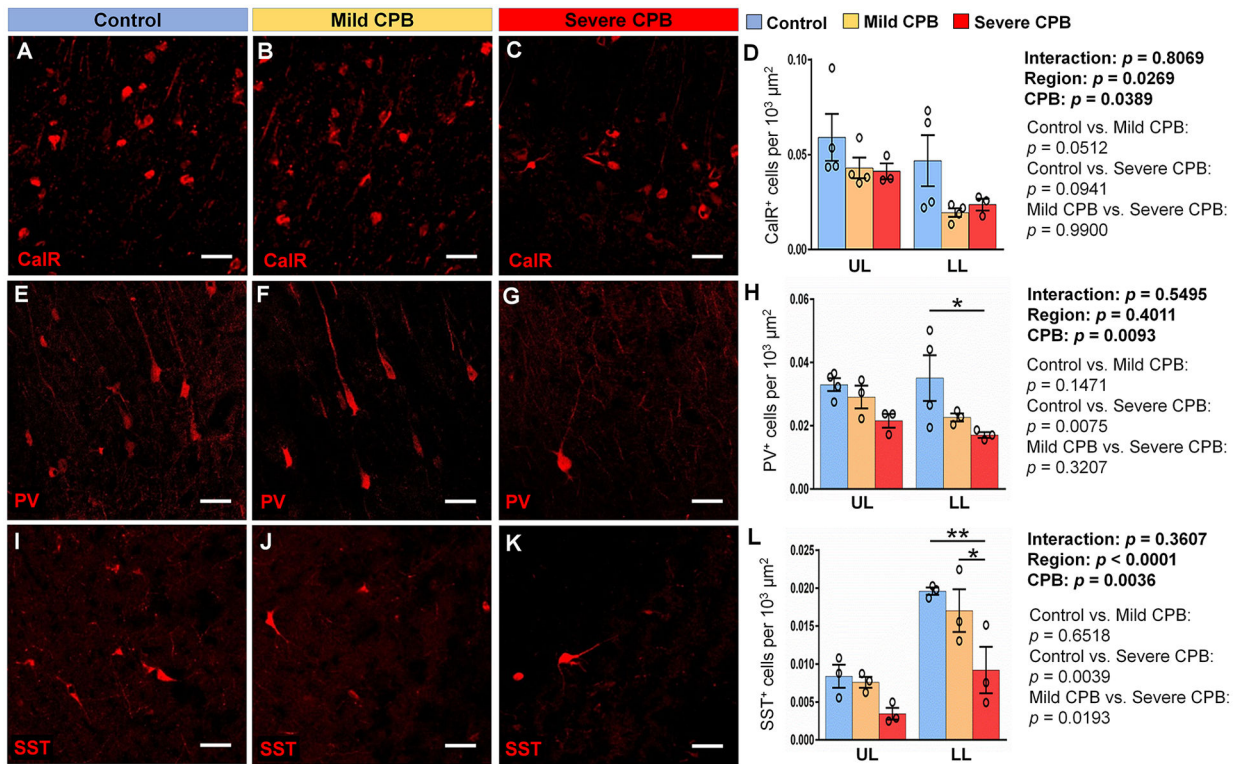 Control Mild CPB Severe CPB
Control Mild CPB Severe CPB
A B C
CalR CalR CalR
D
CalR⁺ cells per 10³ µm²
0.10
0.05
0.00
UL LL
Interaction: p = 0.8069
Region: p = 0.0269
CPB: p = 0.0389
Control vs. Mild CPB:
p = 0.0512
Control vs. Severe CPB:
p = 0.0941
Mild CPB vs. Severe CPB:
p = 0.9900
E F G
PV PV PV
H
PV⁺ cells per 10³ µm²
0.06
0.04
0.02
0.00
*
UL LL
Interaction: p = 0.5495
Region: p = 0.4011
CPB: p = 0.0093
Control vs. Mild CPB:
p = 0.1471
Control vs. Severe CPB:
p = 0.0075
Mild CPB vs. Severe CPB:
p = 0.3207
I J K
SST SST SST
L
SST⁺ cells per 10³ µm²
0.025
0.020
0.015
0.010
0.005
0.000
**
*
UL LL
Interaction: p = 0.3607
Region: p < 0.0001
CPB: p = 0.0036
Control vs. Mild CPB:
p = 0.6518
Control vs. Severe CPB:
p = 0.0039
Mild CPB vs. Severe CPB:
p = 0.0193